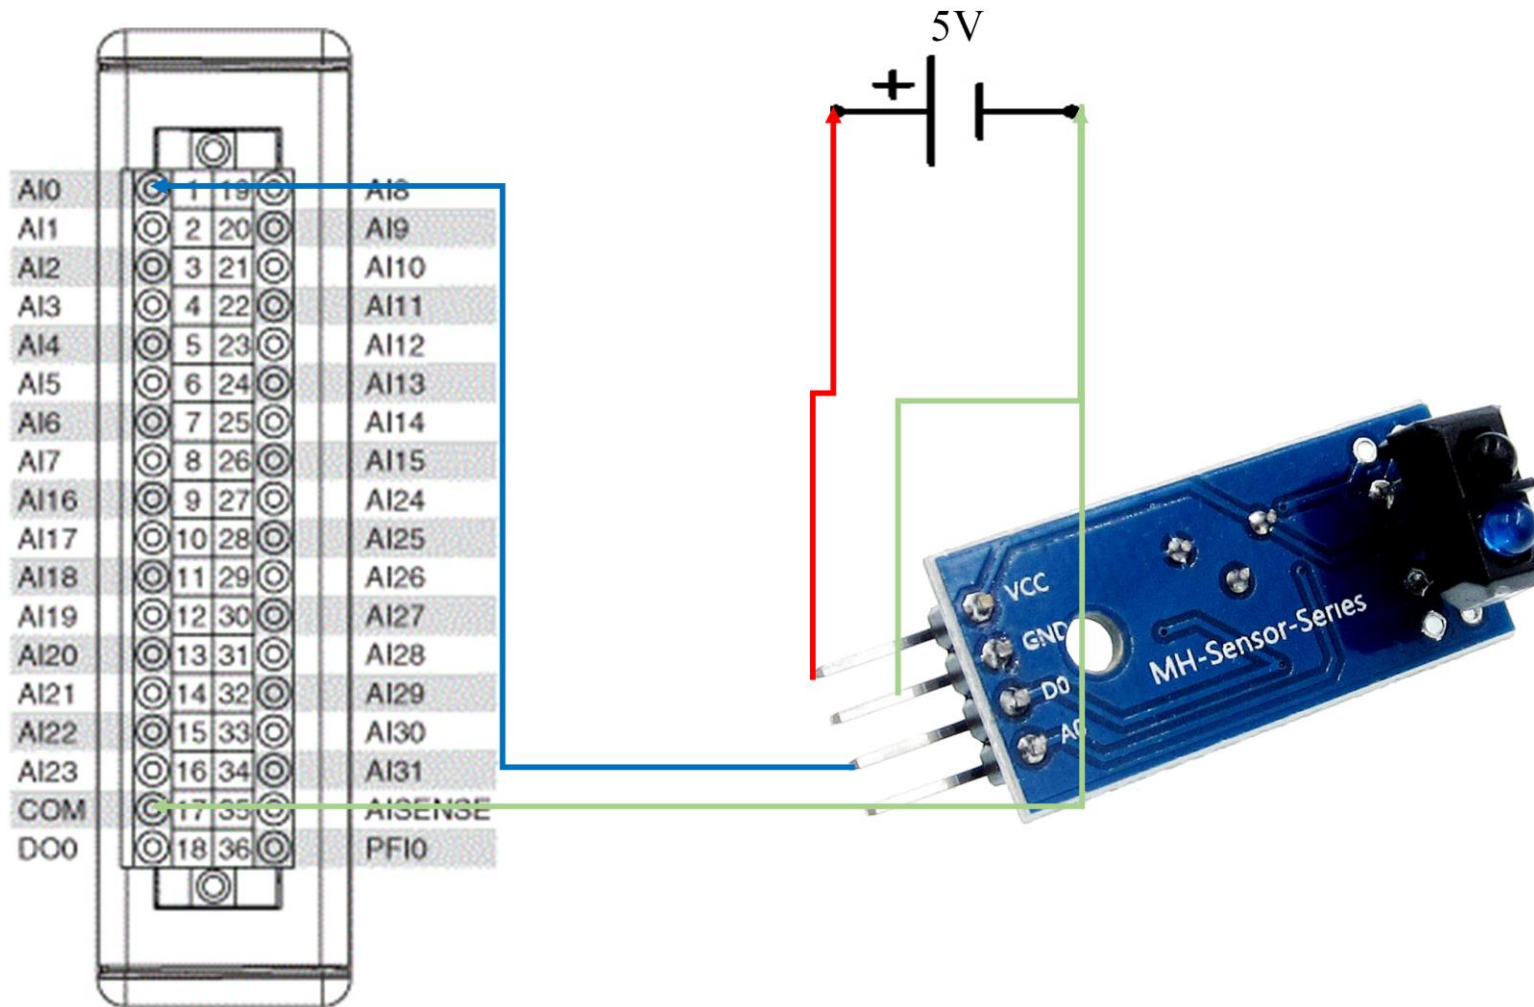 5V
+
AI0 1 19 AI8
AI1 2 20 AI9
AI2 3 21 AI10
AI3 4 22 AI11
AI4 5 23 AI12
AI5 6 24 AI13
AI6 7 25 AI14
AI7 8 26 AI15
AI16 9 27 AI24
AI17 10 28 AI25
AI18 11 29 AI26
AI19 12 30 AI27
AI20 13 31 AI28
AI21 14 32 AI29
AI22 15 33 AI30
AI23 16 34 AI31
COM 17 35 AISENSE
DO0 18 36 PFI0
VCC
GND
D0
A0
MH-Sensor-Series